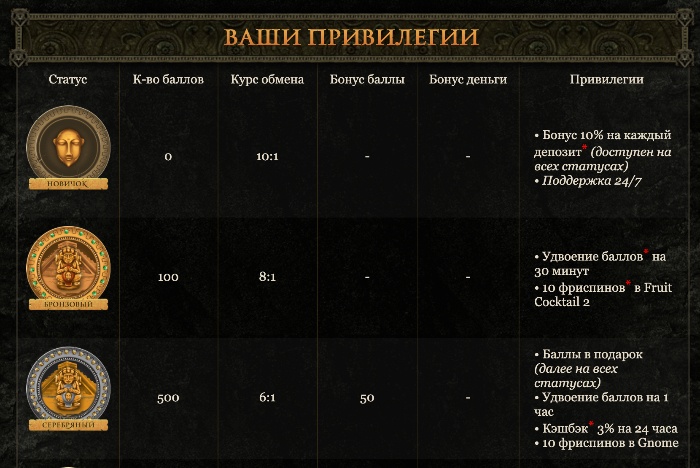 ВАШИ ПРИВИЛЕГИИ
Статус К-во баллов Курс обмена Бонус баллы Бонус деньги Привилегии
НОВИЧОК
0 10:1 - -
• Бонус 10% на каждый
депозит* (доступен на
всех статусах)
• Поддержка 24/7
БРОНЗОВЫЙ
100 8:1 - -
• Удвоение баллов* на
30 минут
• 10 фриспинов* в Fruit
Cocktail 2
СЕРЕБРЯНЫЙ
500 6:1 50 -
• Баллы в подарок
(далее на всех
статусах)
• Удвоение баллов на 1
час
• Кэшбэк* 3% на 24 часа
• 10 фриспинов в Gnome